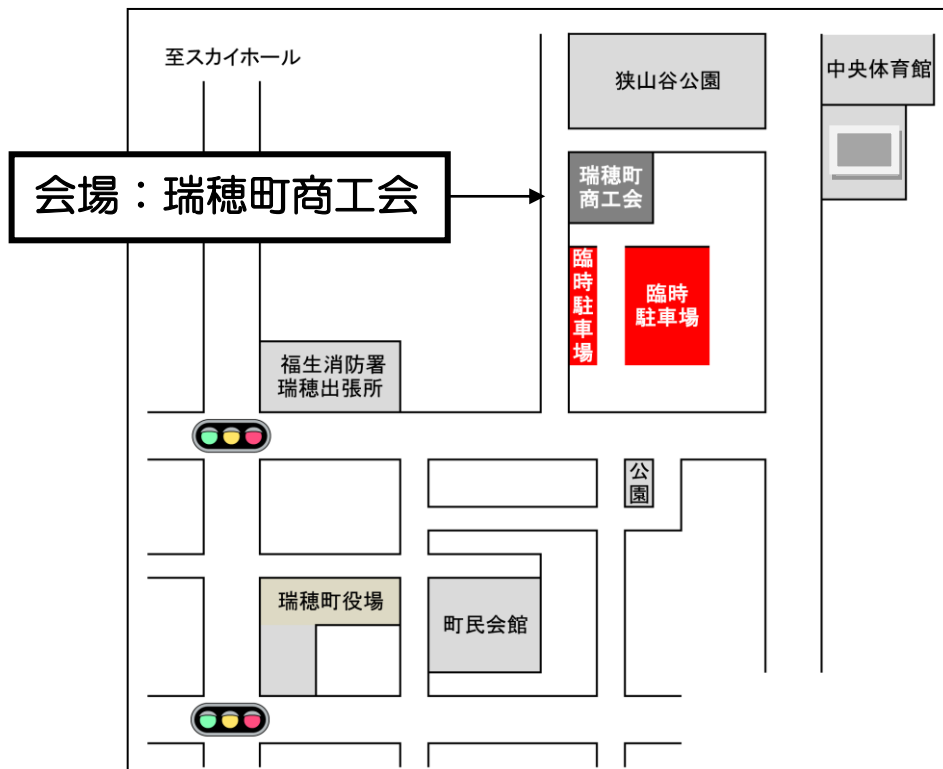 至スカイホール
狭山谷公園
中央体育館
会場：瑞穂町商工会
瑞穂町
商工会
臨時駐車場
臨時
駐車場
福生消防署
瑞穂出張所
公園
瑞穂町役場
町民会館